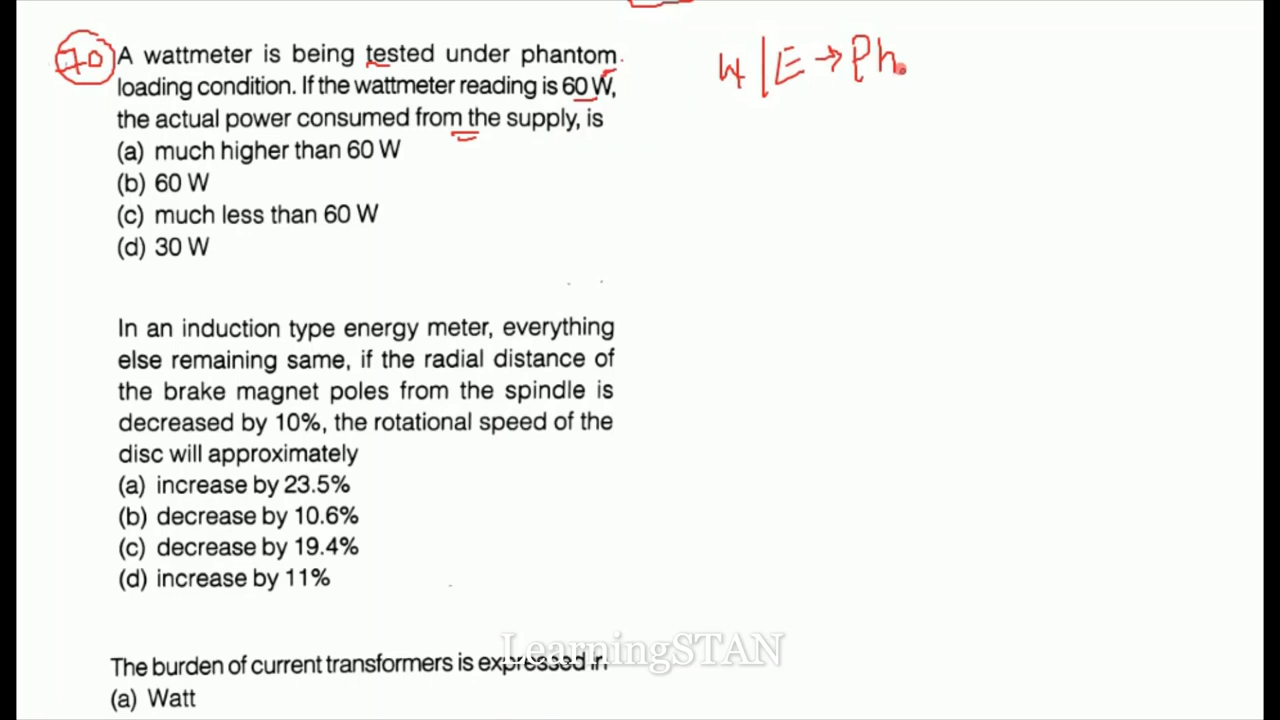 70 A wattmeter is being tested under phantom
loading condition. If the wattmeter reading is 60 W,
the actual power consumed from the supply, is
(a) much higher than 60 W
(b) 60 W
(c) much less than 60 W
(d) 30 W
W | E → Ph
In an induction type energy meter, everything
else remaining same, if the radial distance of
the brake magnet poles from the spindle is
decreased by 10%, the rotational speed of the
disc will approximately
(a) increase by 23.5%
(b) decrease by 10.6%
(c) decrease by 19.4%
(d) increase by 11%
LearningSTAN
The burden of current transformers is expressed in
(a) Watt